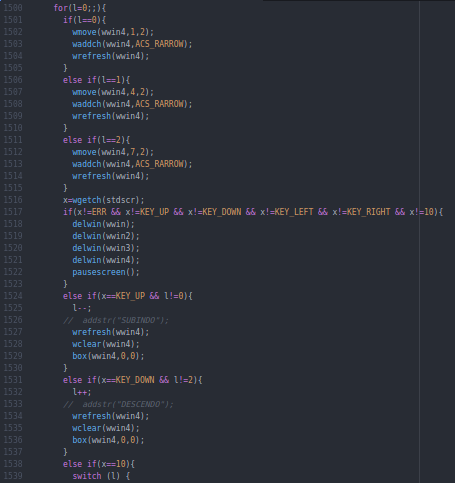 1500 for(l=0;;){
1501 if(l==0){
1502 wmove(wwin4,1,2);
1503 waddch(wwin4,ACS_RARROW);
1504 wrefresh(wwin4);
1505 }
1506 else if(l==1){
1507 wmove(wwin4,4,2);
1508 waddch(wwin4,ACS_RARROW);
1509 wrefresh(wwin4);
1510 }
1511 else if(l==2){
1512 wmove(wwin4,7,2);
1513 waddch(wwin4,ACS_RARROW);
1514 wrefresh(wwin4);
1515 }
1516 x=wgetch(stdscr);
1517 if(x!=ERR && x!=KEY_UP && x!=KEY_DOWN && x!=KEY_LEFT && x!=KEY_RIGHT && x!=10){
1518 delwin(wwin);
1519 delwin(wwin2);
1520 delwin(wwin3);
1521 delwin(wwin4);
1522 pausescreen();
1523 }
1524 else if(x==KEY_UP && l!=0){
1525 l--;
1526 // addstr("SUBINDO");
1527 wrefresh(wwin4);
1528 wclear(wwin4);
1529 box(wwin4,0,0);
1530 }
1531 else if(x==KEY_DOWN && l!=2){
1532 l++;
1533 // addstr("DESCENDO");
1534 wrefresh(wwin4);
1535 wclear(wwin4);
1536 box(wwin4,0,0);
1537 }
1538 else if(x==10){
1539 switch (l) {